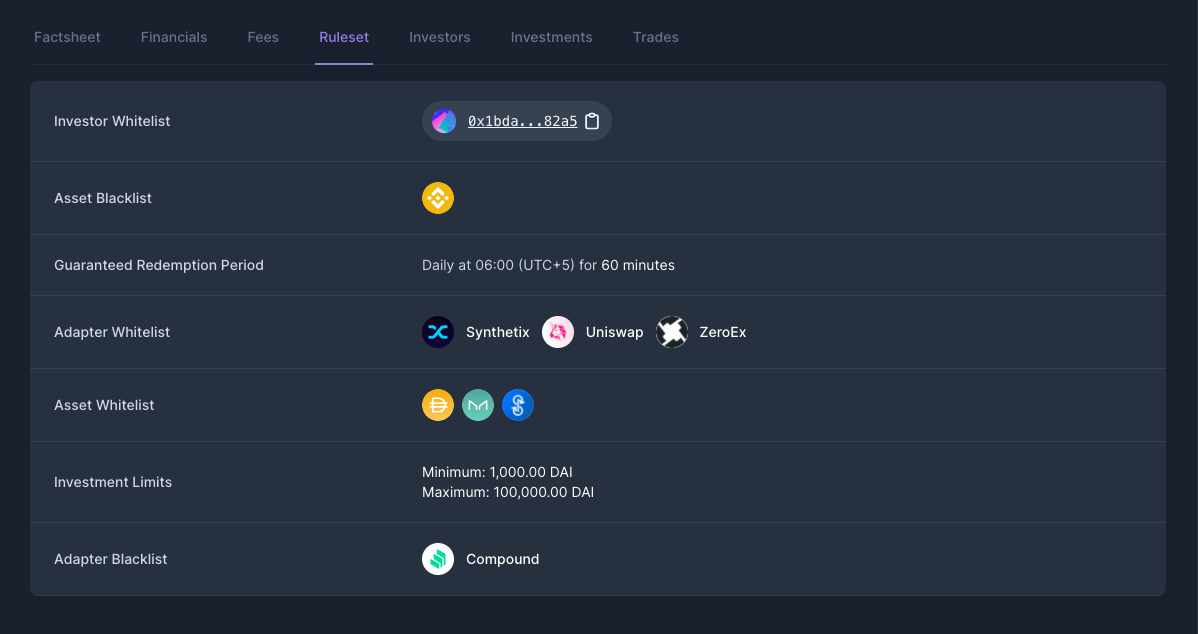 Factsheet Financials Fees Ruleset Investors Investments Trades
Investor Whitelist 0x1bda...82a5
Asset Blacklist
Guaranteed Redemption Period Daily at 06:00 (UTC+5) for 60 minutes
Adapter Whitelist Synthetix Uniswap ZeroEx
Asset Whitelist
Investment Limits
Minimum: 1,000.00 DAI
Maximum: 100,000.00 DAI
Adapter Blacklist Compound